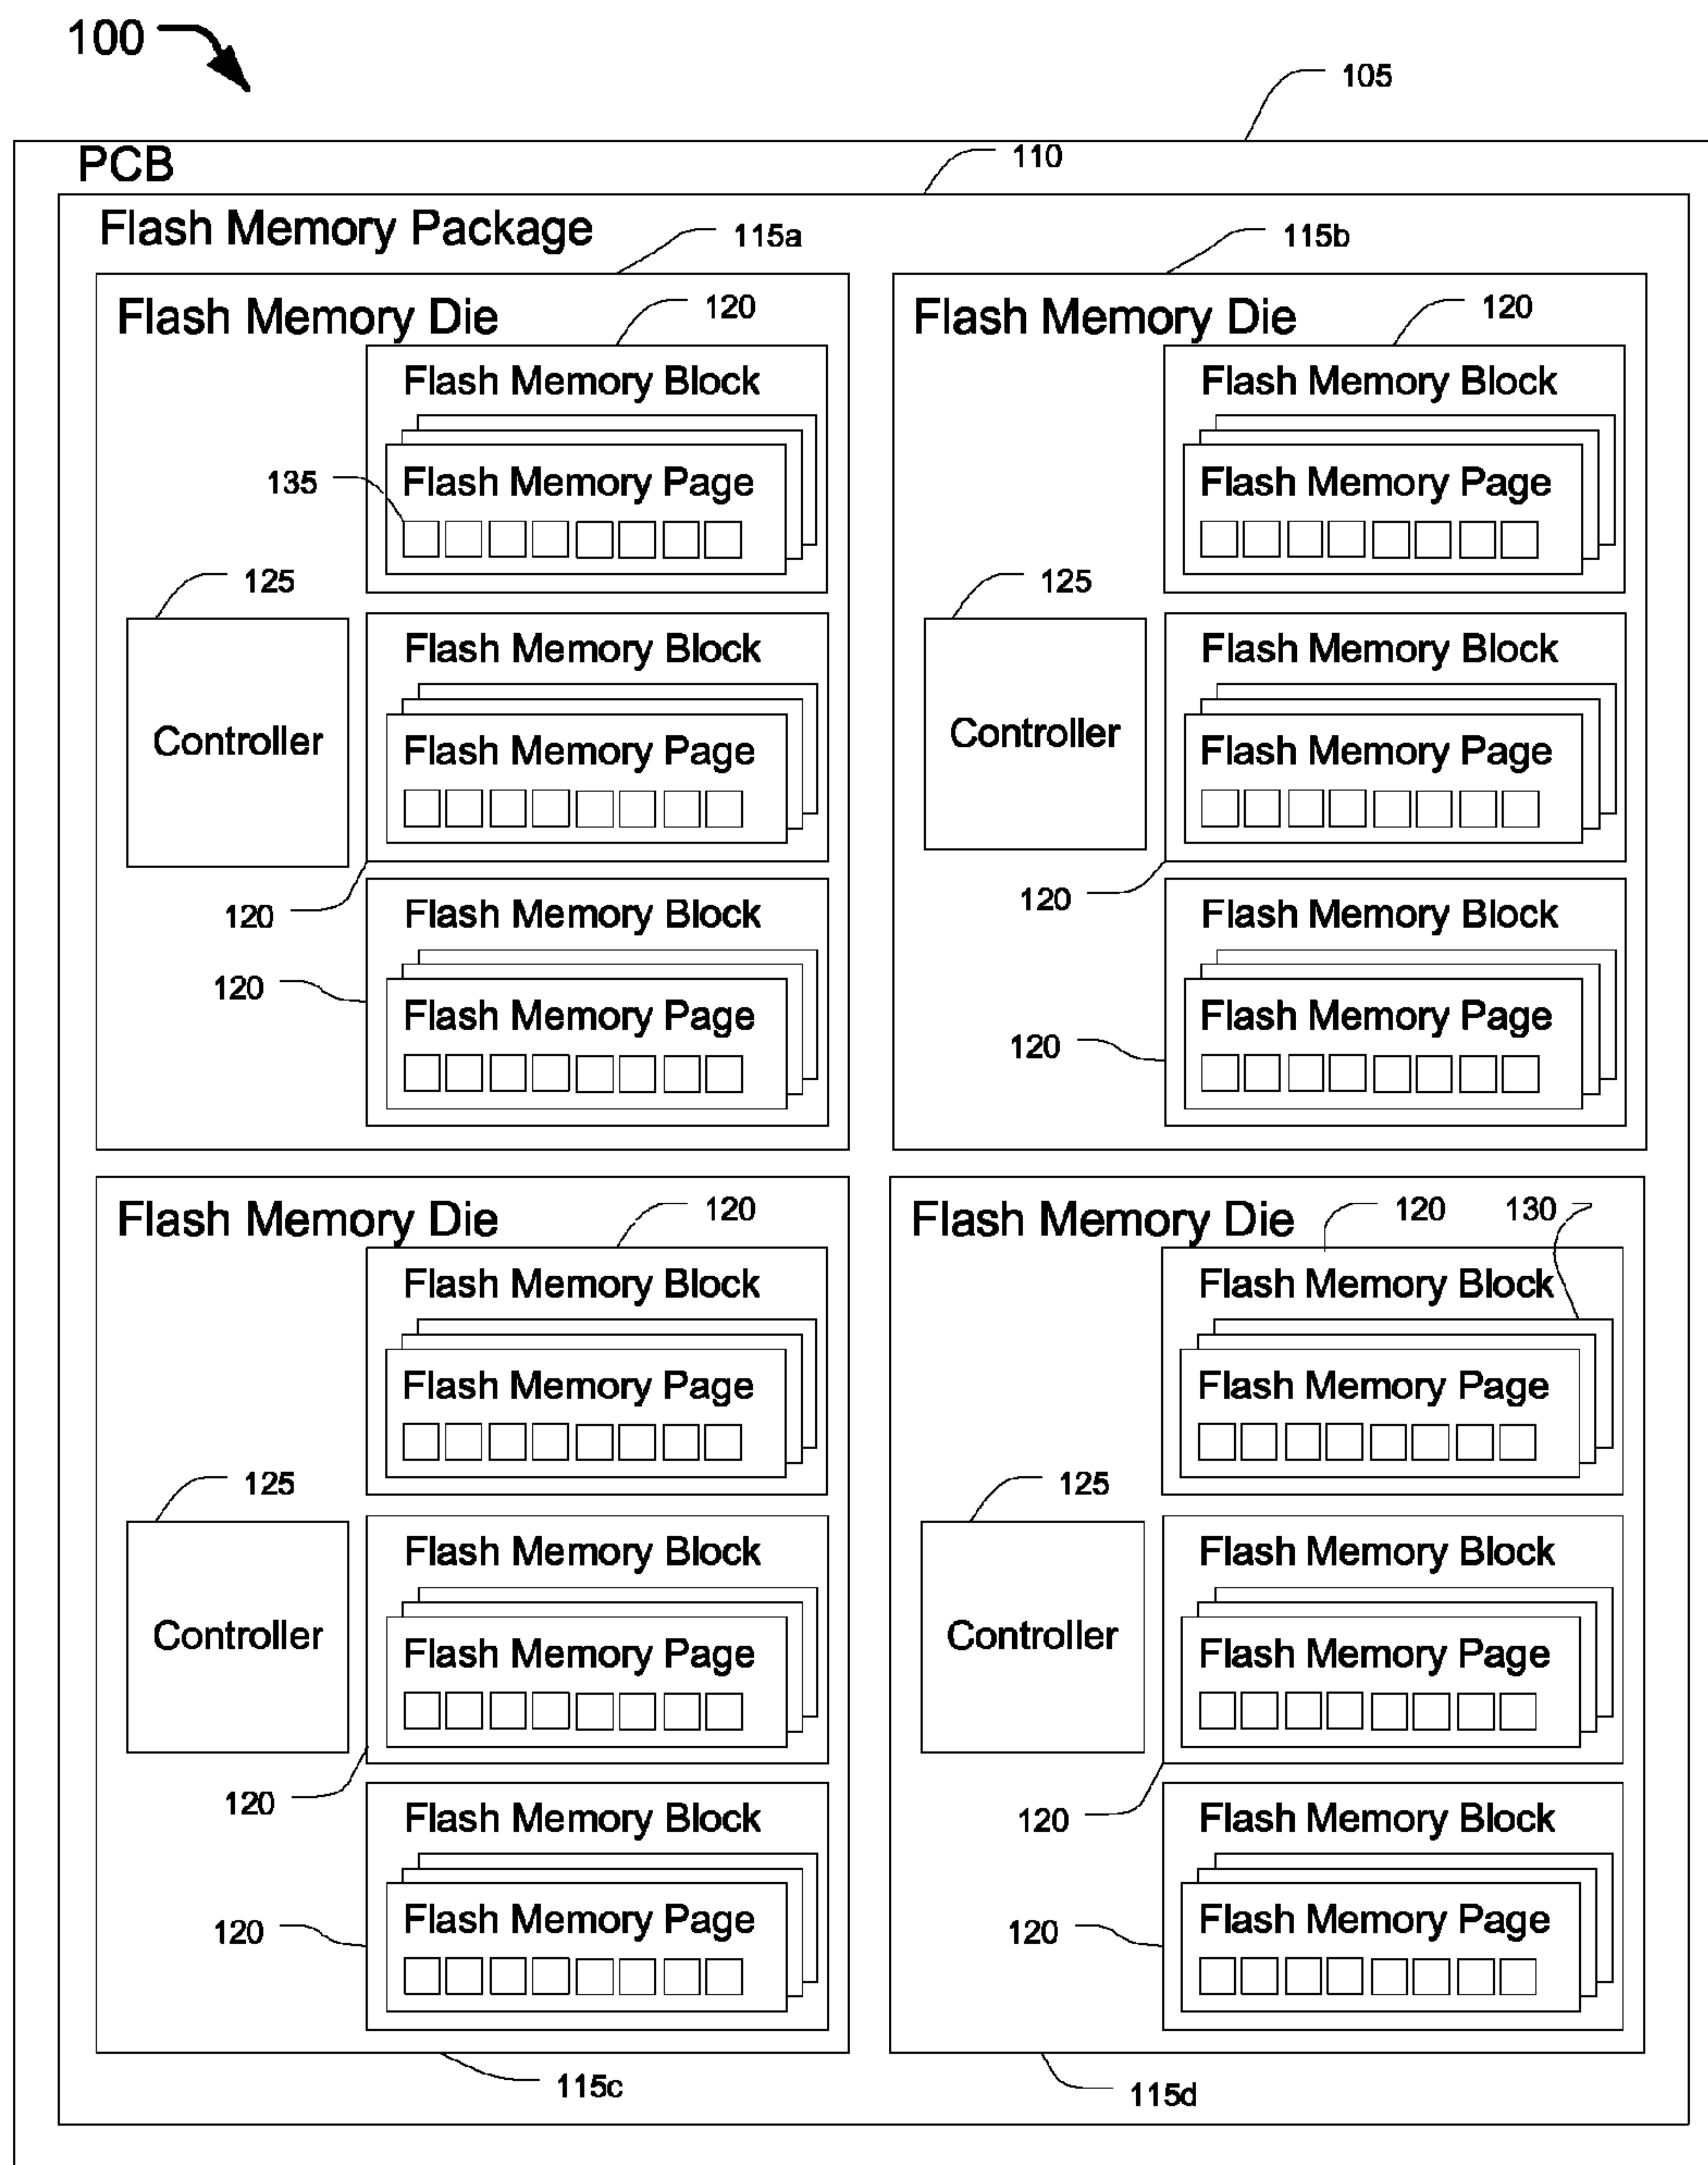 100
105
PCB
110
Flash Memory Package
115a
115b
Flash Memory Die
120
Flash Memory Block
135
Flash Memory Page
125
Controller
Flash Memory Block
Flash Memory Page
120
Flash Memory Block
120
Flash Memory Page
Flash Memory Die
120
Flash Memory Block
Flash Memory Page
125
Controller
Flash Memory Block
Flash Memory Page
120
Flash Memory Block
120
Flash Memory Page
Flash Memory Die
120
Flash Memory Block
Flash Memory Page
125
Controller
Flash Memory Block
Flash Memory Page
120
Flash Memory Block
120
Flash Memory Page
115c
Flash Memory Die
120
130
Flash Memory Block
Flash Memory Page
125
Controller
Flash Memory Block
Flash Memory Page
120
Flash Memory Block
120
Flash Memory Page
115d